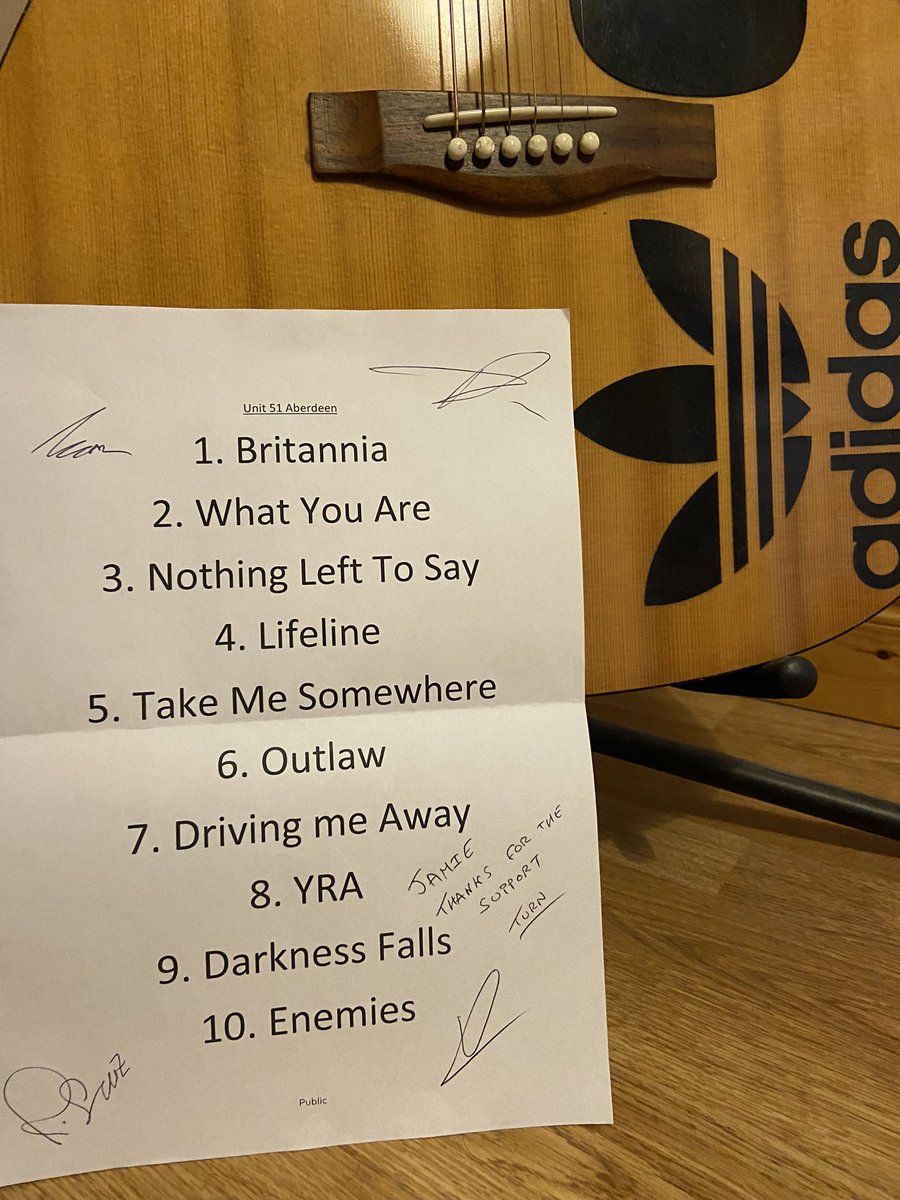 Unit 51 Aberdeen
1. Britannia
2. What You Are
3. Nothing Left To Say
4. Lifeline
5. Take Me Somewhere
6. Outlaw
7. Driving me Away
8. YRA
9. Darkness Falls
10. Enemies
JAMIE
THANKS FOR THE
SUPPORT
TURN
Public
adidas